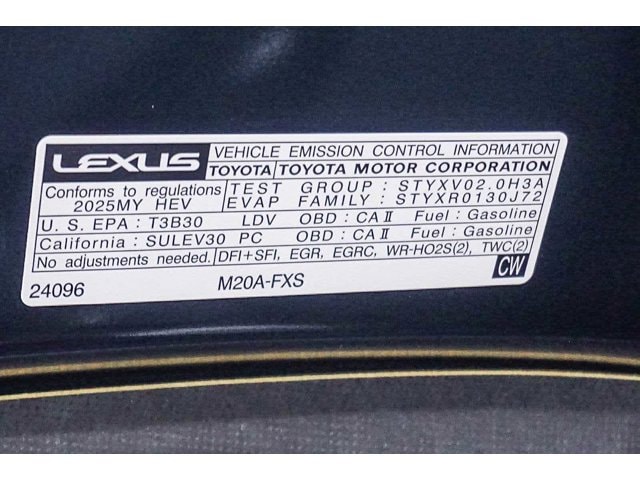 LEXUS VEHICLE EMISSION CONTROL INFORMATION
TOYOTA TOYOTA MOTOR CORPORATION
Conforms to regulations
2025MY HEV
TEST GROUP : STYXV02.0H3A
EVAP FAMILY : STYXR0130J72
U. S. EPA : T3B30 LDV OBD : CA II Fuel : Gasoline
California : SULEV30 PC OBD : CA II Fuel : Gasoline
No adjustments needed. DFI+SFI, EGR, EGRC, WR-HO2S(2), TWC(2)
24096 M20A-FXS CW